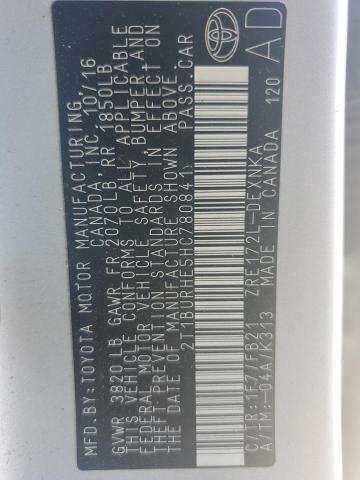 MFD.BY:TOYOTA MOTOR MANUFACTURING
CANADA, INC. 10/16
GVWR 3820 LB GAWR FR 2070LB RR 1850LB
THIS VEHICLE CONFORMS TO ALL APPLICABLE
FEDERAL MOTOR VEHICLE SAFETY BUMPER, AND
THEFT PREVENTION STANDARDS IN EFFECT ON
THE DATE OF MANUFACTURE SHOWN ABOVE.
2T1BURHE5HC780841 PASS.CAR
C/TR:1F7/FB21 ZRE172L-DEXNKA
A/TM:-04A/K313 MADE IN CANADA 120
AD